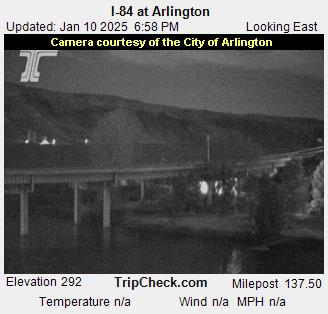 I-84 at Arlington
Updated: Jan 10 2025 6:58 PM Looking East
Camera courtesy of the City of Arlington
Elevation 292 TripCheck.com Milepost 137.50
Temperature n/a Wind n/a MPH n/a